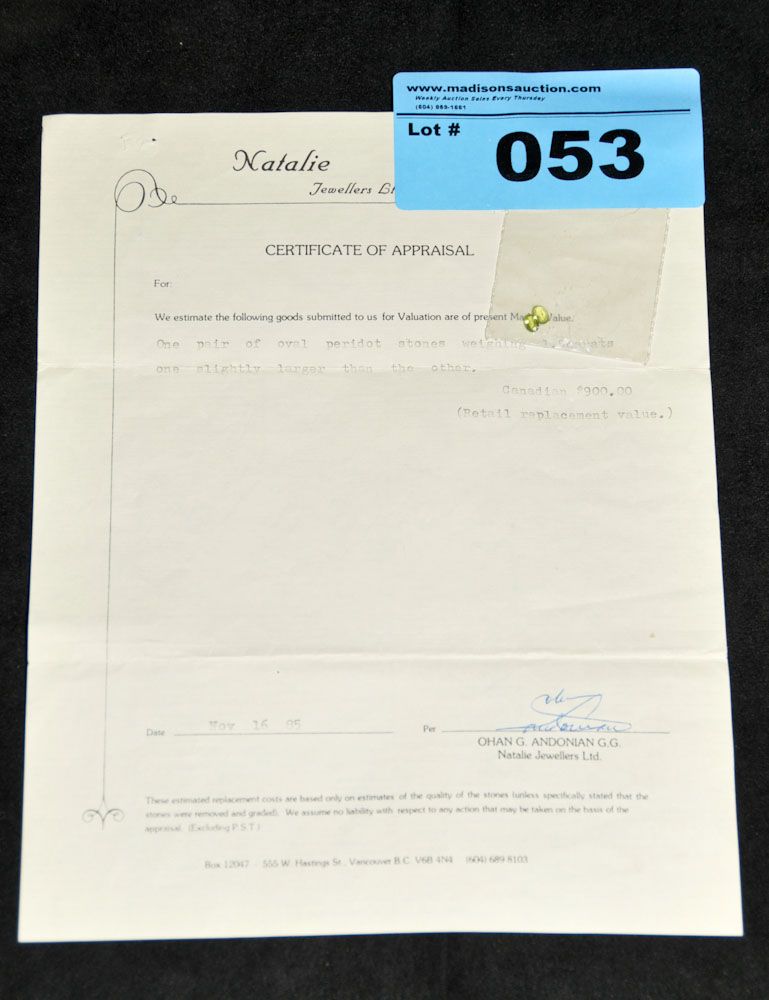 www.madisonsauction.com
Weekly Auction Sales Every Thursday
Lot # 053
Natalie
Jewellers
CERTIFICATE OF APPRAISAL
For:
We estimate the following goods submitted to us for Valuation are of present Value.
One pair of oval peridot stones weighing
one slightly larger than the other.
Canadian $900.00
(Retail replacement value.)
Date Nov 16
Per
OHAN G. ANDONIAN G.G.
Natalie Jewellers Ltd.
These estimated replacement costs are based only on estimates of the quality of the stones (unless specifically stated that the
stones were removed and graded). We assume no liability with respect to any action that may be taken on the basis of the
appraisal. (Excluding P.S.T.)
Box 12047 - 555 W. Hastings St., Vancouver B.C. V6B 4N4 (604) 689-8103